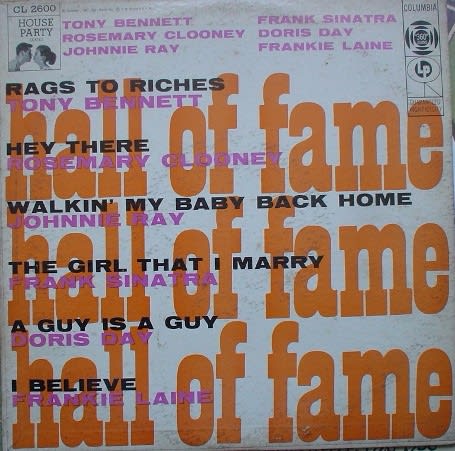 CL 2600
HOUSE
PARTY
TONY BENNETT
ROSEMARY CLOONEY
JOHNNIE RAY
FRANK SINATRA
DORIS DAY
FRANKIE LAINE
COLUMBIA
360
LP
RAGS TO RICHES
TONY BENNETT
hall of fame
HEY THERE
ROSEMARY CLOONEY
WALKIN' MY BABY BACK HOME
JOHNNIE RAY
hall of fame
THE GIRL THAT I MARRY
FRANK SINATRA
A GUY IS A GUY
DORIS DAY
hall of fame
I BELIEVE
FRANKIE LAINE